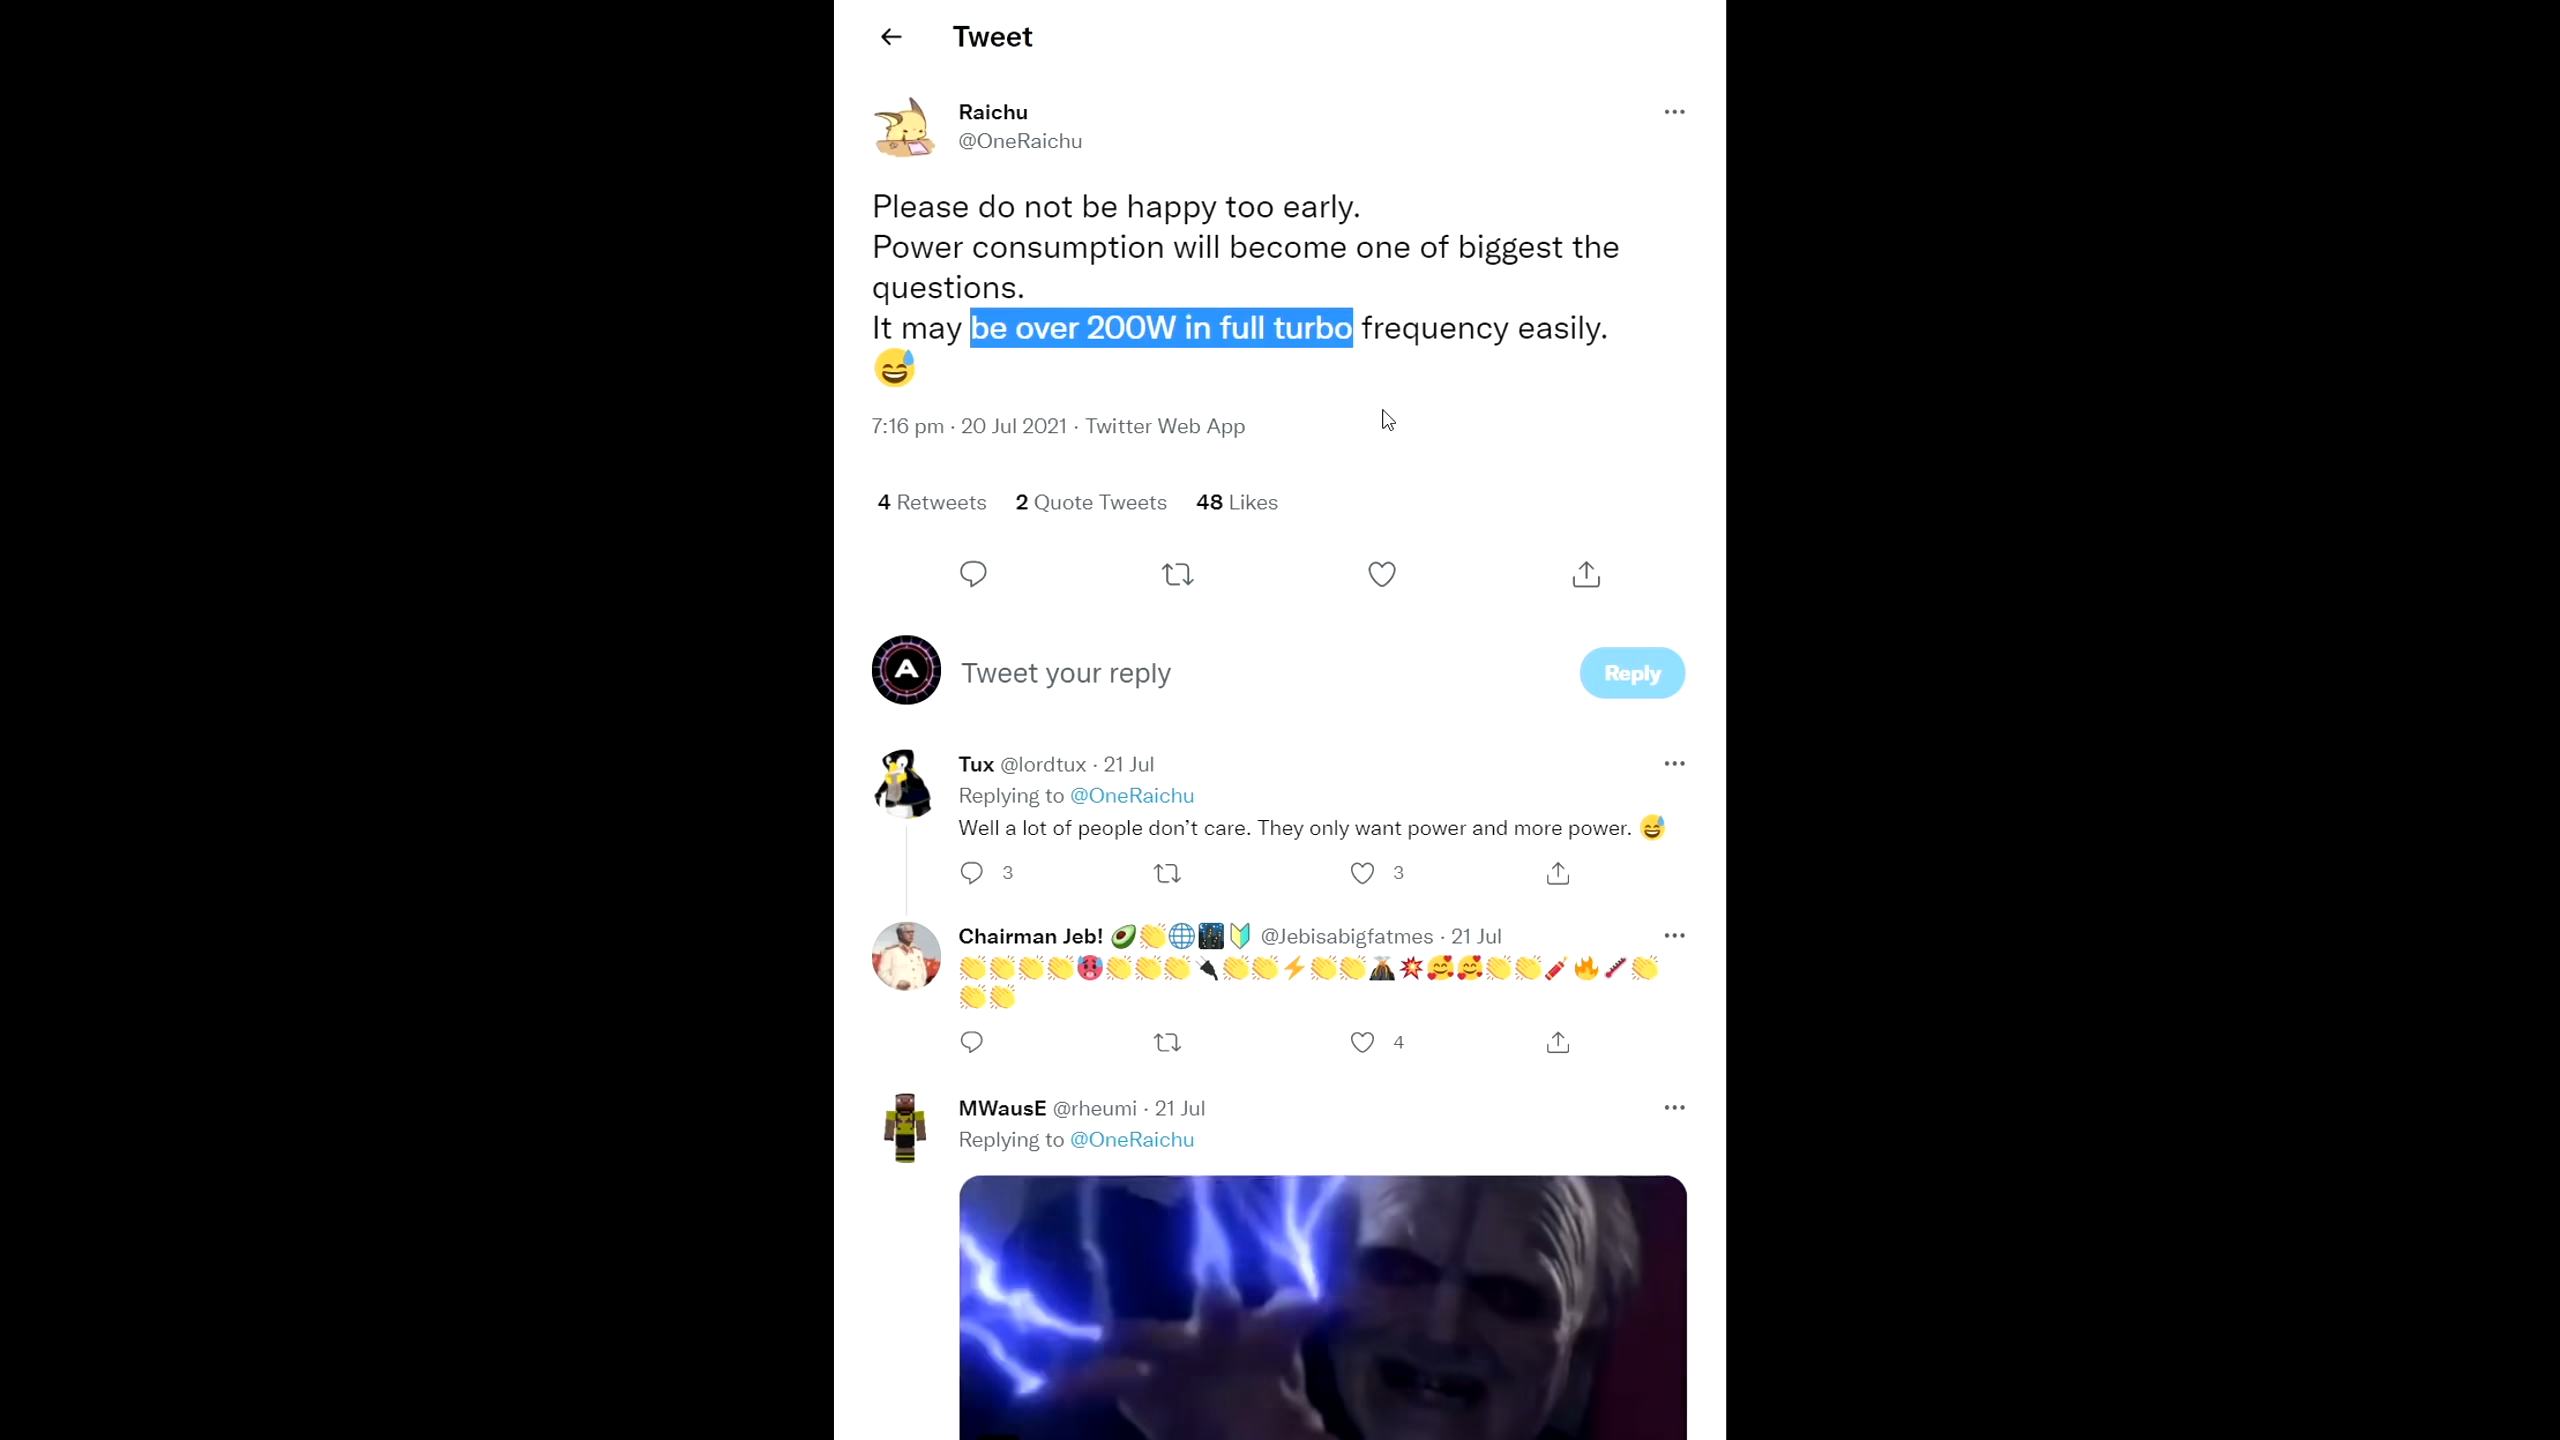 Tweet
Raichu
@OneRaichu
Please do not be happy too early.
Power consumption will become one of biggest the
questions.
It may be over 200W in full turbo frequency easily.
😅
7:16 pm · 20 Jul 2021 · Twitter Web App
4 Retweets 2 Quote Tweets 48 Likes
A
Tweet your reply
Reply
Tux @lordtux · 21 Jul
Replying to @OneRaichu
Well a lot of people don’t care. They only want power and more power. 😅
3 3
Chairman Jeb! 🥑👏🌐🌃🔰 @Jebisabigfatmes · 21 Jul
👏👏👏👏🥵👏👏👏🔌👏👏⚡👏👏🌋💥🥰🥰👏👏🧨🔥🌡👏
👏👏
4
MWausE @rheumi · 21 Jul
Replying to @OneRaichu